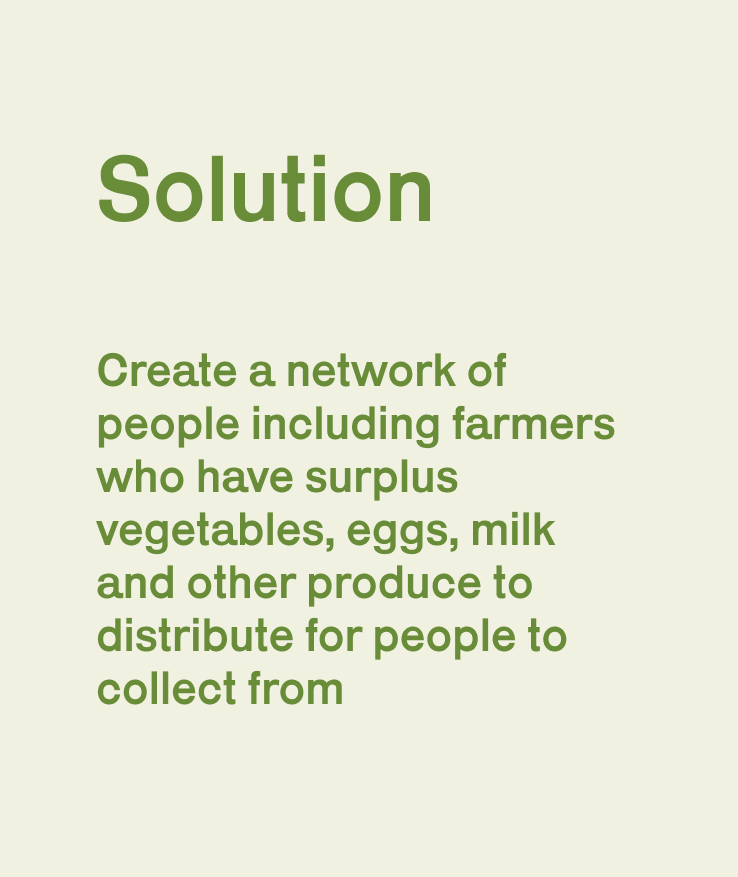 Solution
Create a network of
people including farmers
who have surplus
vegetables, eggs, milk
and other produce to
distribute for people to
collect from